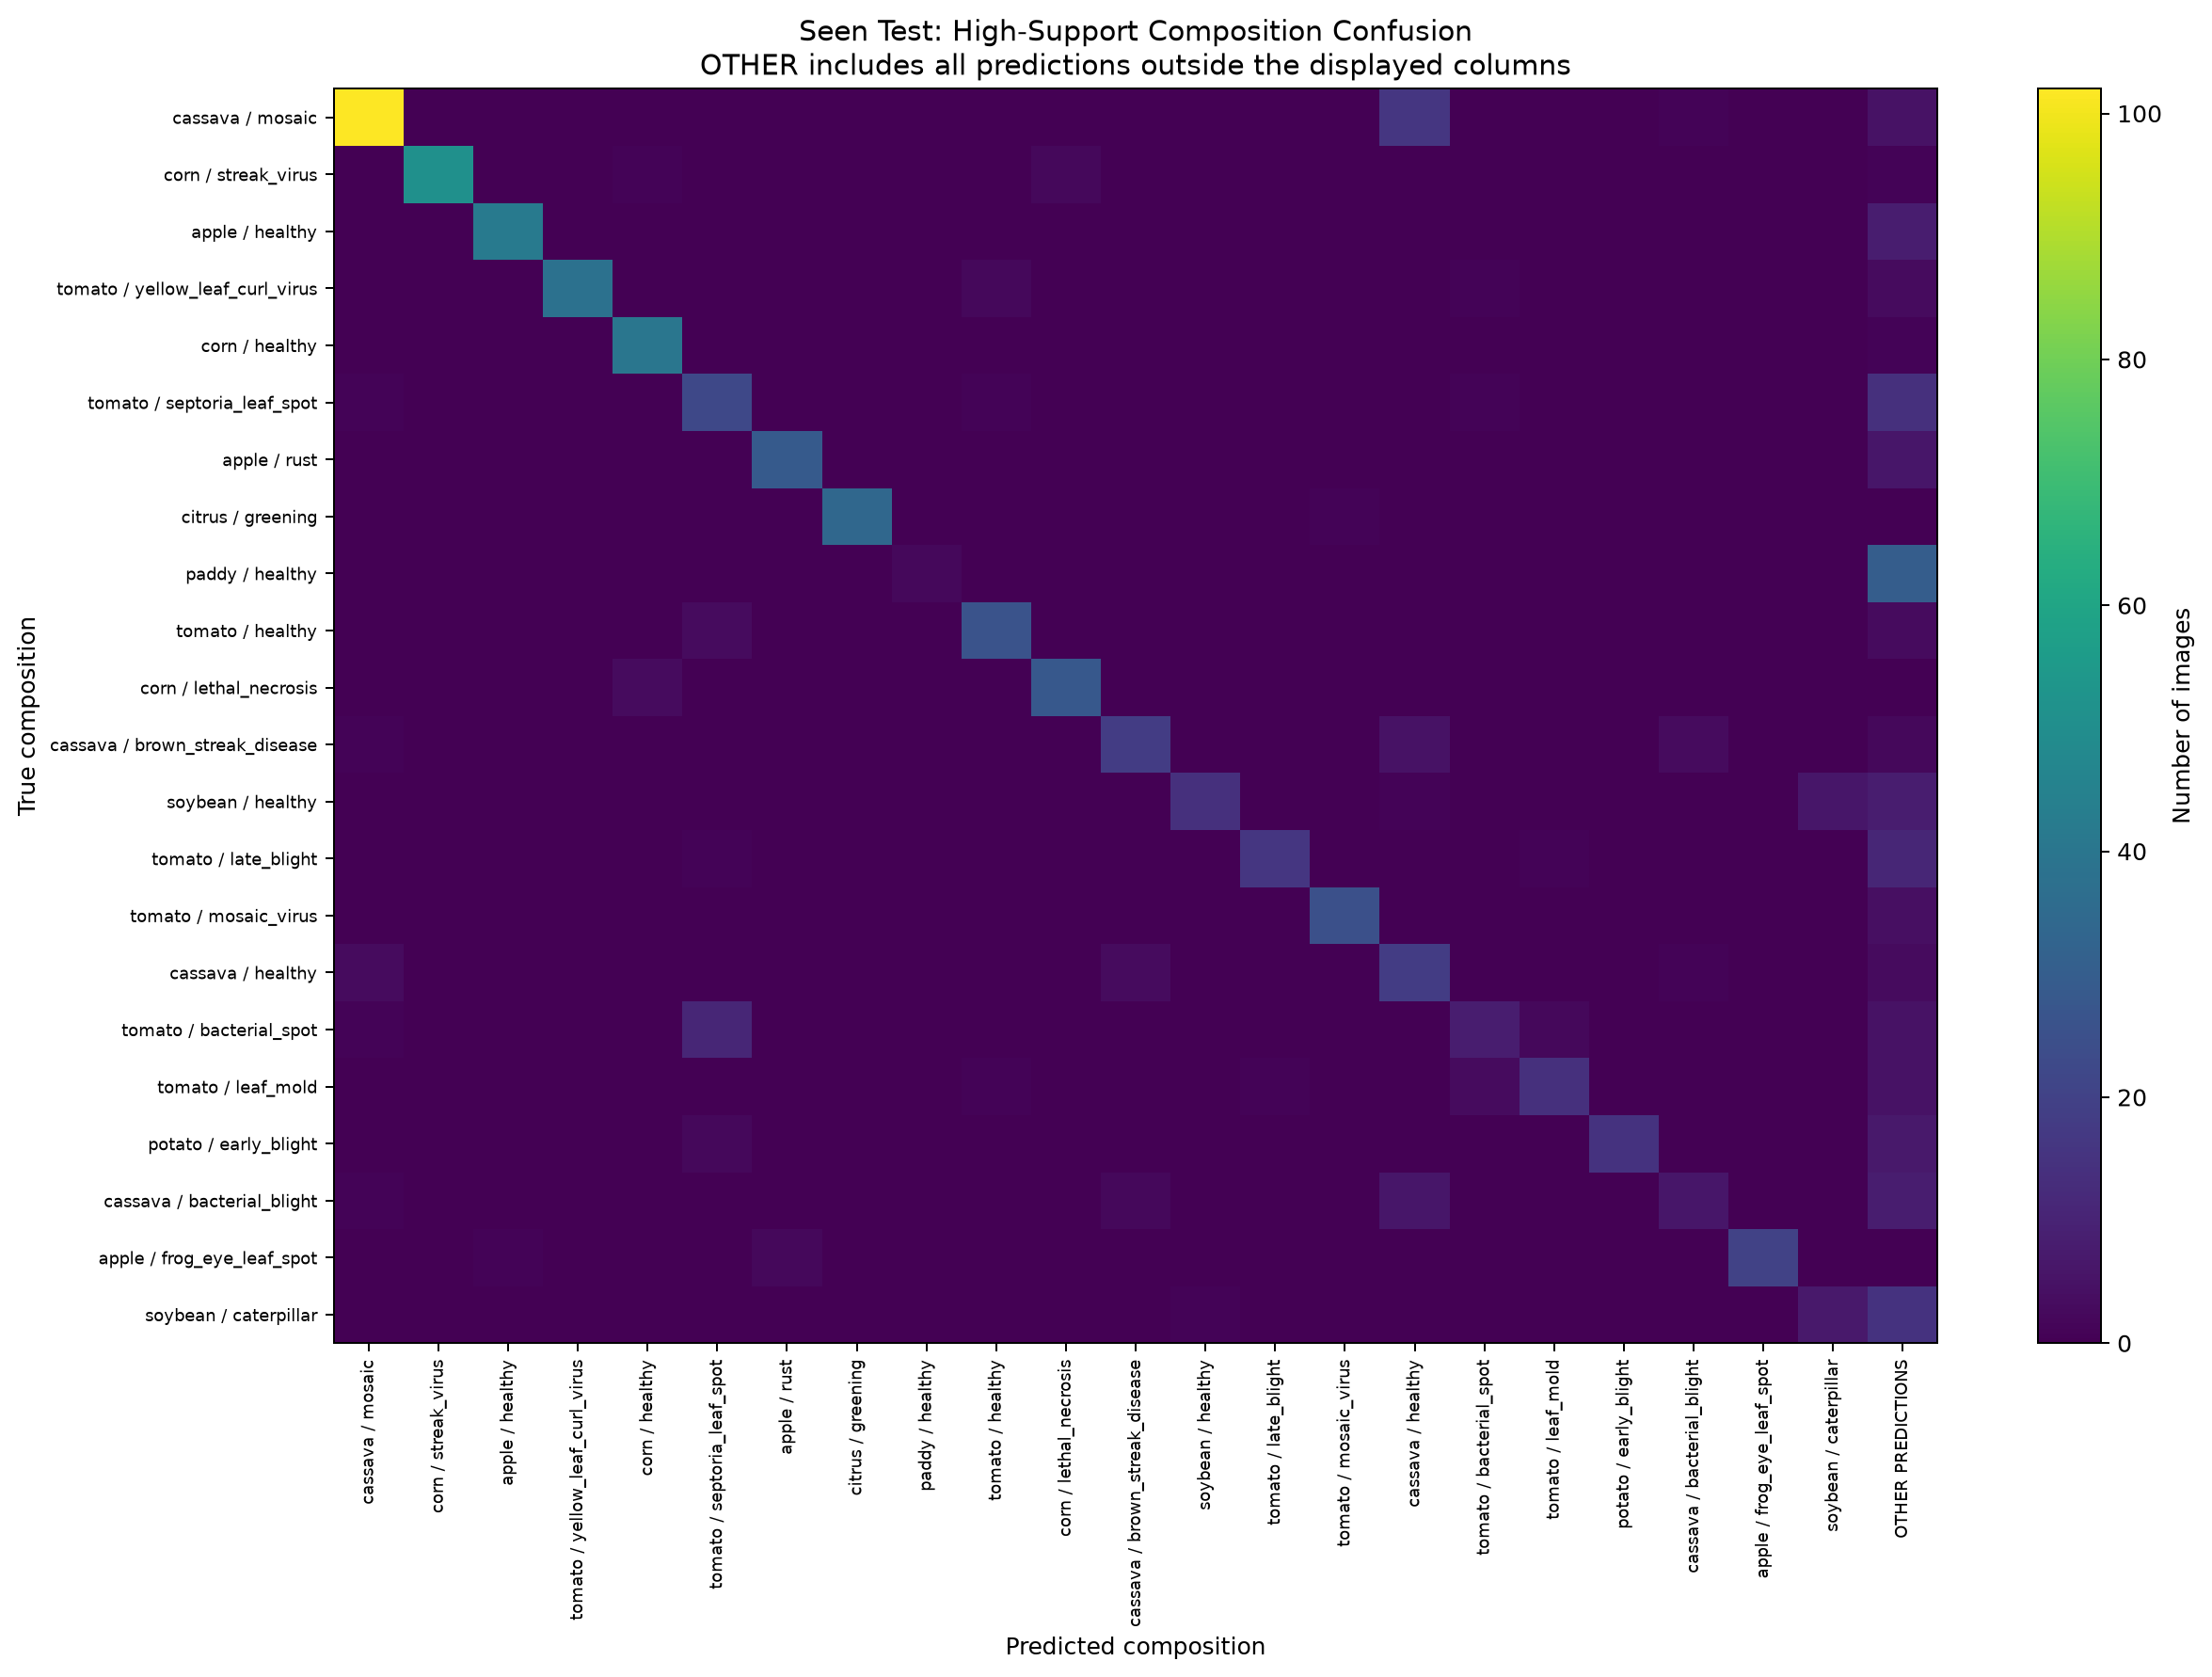 Seen Test: High-Support Composition Confusion
OTHER includes all predictions outside the displayed columns
True composition
cassava / mosaic
corn / streak_virus
apple / healthy
tomato / yellow_leaf_curl_virus
corn / healthy
tomato / septoria_leaf_spot
apple / rust
citrus / greening
paddy / healthy
tomato / healthy
corn / lethal_necrosis
cassava / brown_streak_disease
soybean / healthy
tomato / late_blight
tomato / mosaic_virus
cassava / healthy
tomato / bacterial_spot
tomato / leaf_mold
potato / early_blight
cassava / bacterial_blight
apple / frog_eye_leaf_spot
soybean / caterpillar
cassava / mosaic
corn / streak_virus
apple / healthy
tomato / yellow_leaf_curl_virus
corn / healthy
tomato / septoria_leaf_spot
apple / rust
citrus / greening
paddy / healthy
tomato / healthy
corn / lethal_necrosis
cassava / brown_streak_disease
soybean / healthy
tomato / late_blight
tomato / mosaic_virus
cassava / healthy
tomato / bacterial_spot
tomato / leaf_mold
potato / early_blight
cassava / bacterial_blight
apple / frog_eye_leaf_spot
soybean / caterpillar
OTHER PREDICTIONS
Predicted composition
100
80
60
40
20
0
Number of images